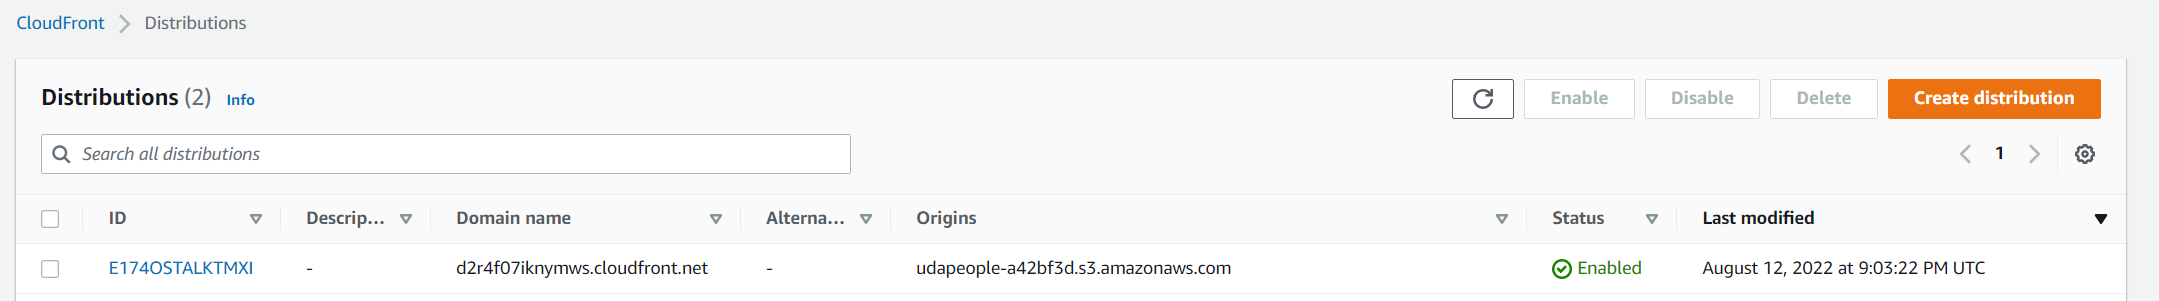 CloudFront > Distributions
Distributions (2) Info
Enable Disable Delete Create distribution
Search all distributions
1
ID Descrip... Domain name Alterna... Origins Status Last modified
E174OSTALKTMXI - d2r4f07iknymws.cloudfront.net - udapeople-a42bf3d.s3.amazonaws.com Enabled August 12, 2022 at 9:03:22 PM UTC